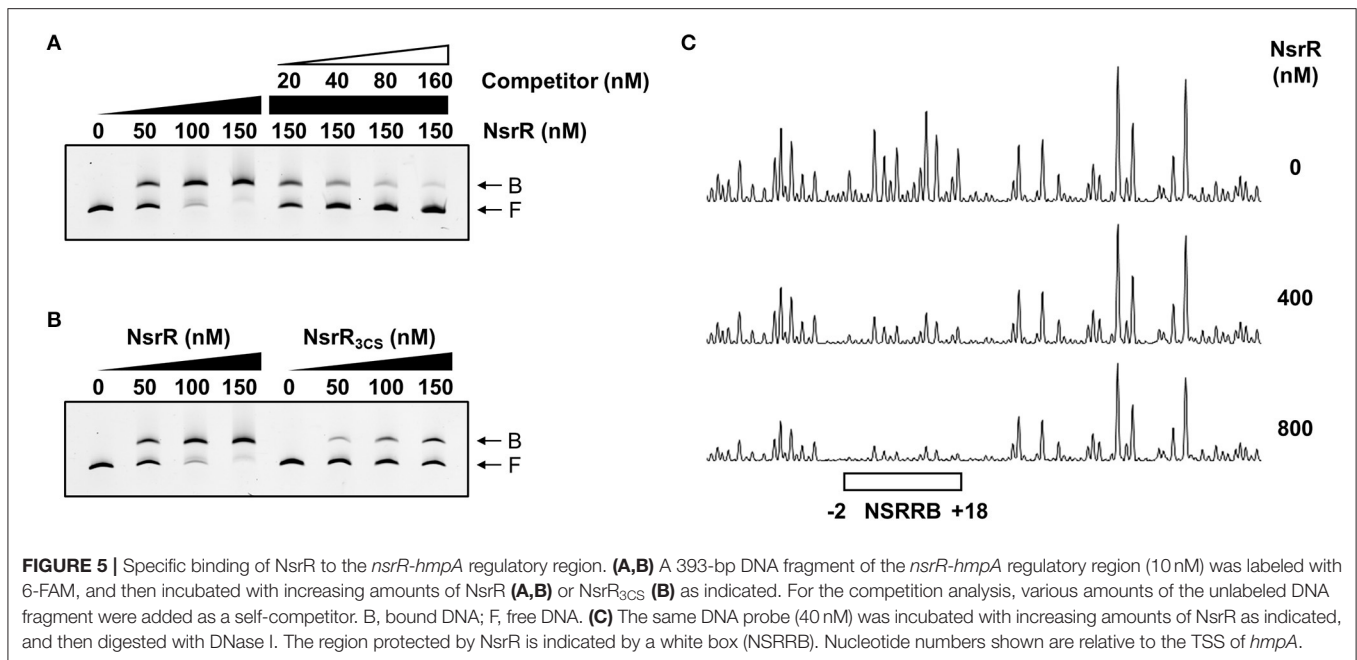 A
Competitor (nM)
20 40 80 160
0 50 100 150 150 150 150 150 150 NsrR (nM)
B
F
B
NsrR (nM) NsrR3CS (nM)
0 50 100 150 0 50 100 150
B
F
C
NsrR
(nM)
0
400
800
-2 NSRRB +18
FIGURE 5 | Specific binding of NsrR to the nsrR-hmpA regulatory region. (A,B) A 393-bp DNA fragment of the nsrR-hmpA regulatory region (10 nM) was labeled with
6-FAM, and then incubated with increasing amounts of NsrR (A,B) or NsrR3CS (B) as indicated. For the competition analysis, various amounts of the unlabeled DNA
fragment were added as a self-competitor. B, bound DNA; F, free DNA. (C) The same DNA probe (40 nM) was incubated with increasing amounts of NsrR as indicated,
and then digested with DNase I. The region protected by NsrR is indicated by a white box (NSRRB). Nucleotide numbers shown are relative to the TSS of hmpA.